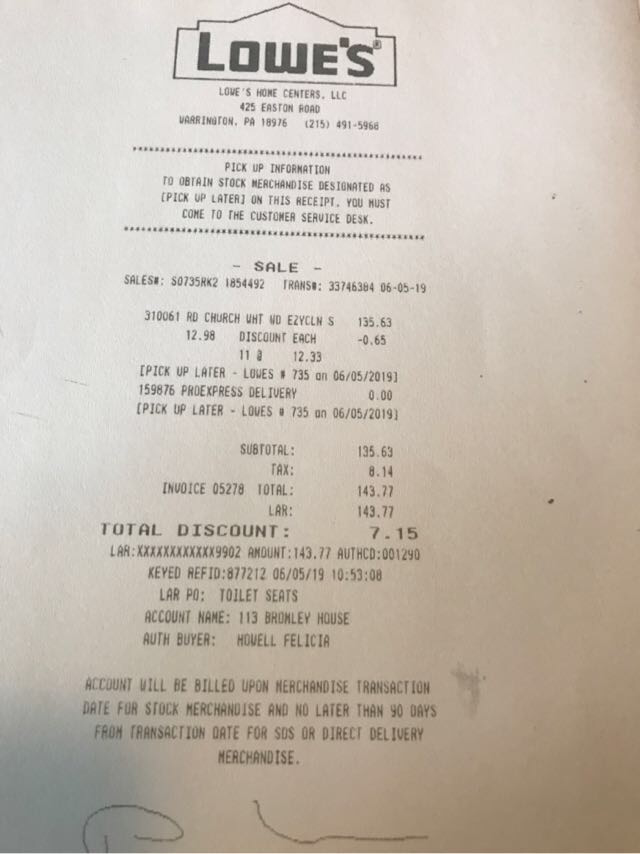 LOWE'S®
LOWE'S HOME CENTERS, LLC
425 EASTON ROAD
WARRINGTON, PA 18976 (215) 491-5966
PICK UP INFORMATION
TO OBTAIN STOCK MERCHANDISE DESIGNATED AS
[PICK UP LATER] ON THIS RECEIPT, YOU MUST
COME TO THE CUSTOMER SERVICE DESK.
- SALE -
SALES#: S0735RK2 1854492 TRANS#: 33746384 06-05-19
310061 RD CHURCH WHT WD EZYCLN S 135.63
12.98 DISCOUNT EACH -0.65
11 @ 12.33
[PICK UP LATER - LOWES # 735 on 06/05/2019]
159876 PROEXPRESS DELIVERY 0.00
[PICK UP LATER - LOWES # 735 on 06/05/2019]
SUBTOTAL: 135.63
TAX: 8.14
INVOICE 05278 TOTAL: 143.77
LAR: 143.77
TOTAL DISCOUNT: 7.15
LAR:XXXXXXXXXXXX9902 AMOUNT:143.77 AUTHCD:001290
KEYED REFID:877212 06/05/19 10:53:08
LAR PO: TOILET SEATS
ACCOUNT NAME: 113 BROMLEY HOUSE
AUTH BUYER: HOWELL FELICIA
ACCOUNT WILL BE BILLED UPON MERCHANDISE TRANSACTION
DATE FOR STOCK MERCHANDISE AND NO LATER THAN 90 DAYS
FROM TRANSACTION DATE FOR SOS OR DIRECT DELIVERY
MERCHANDISE.